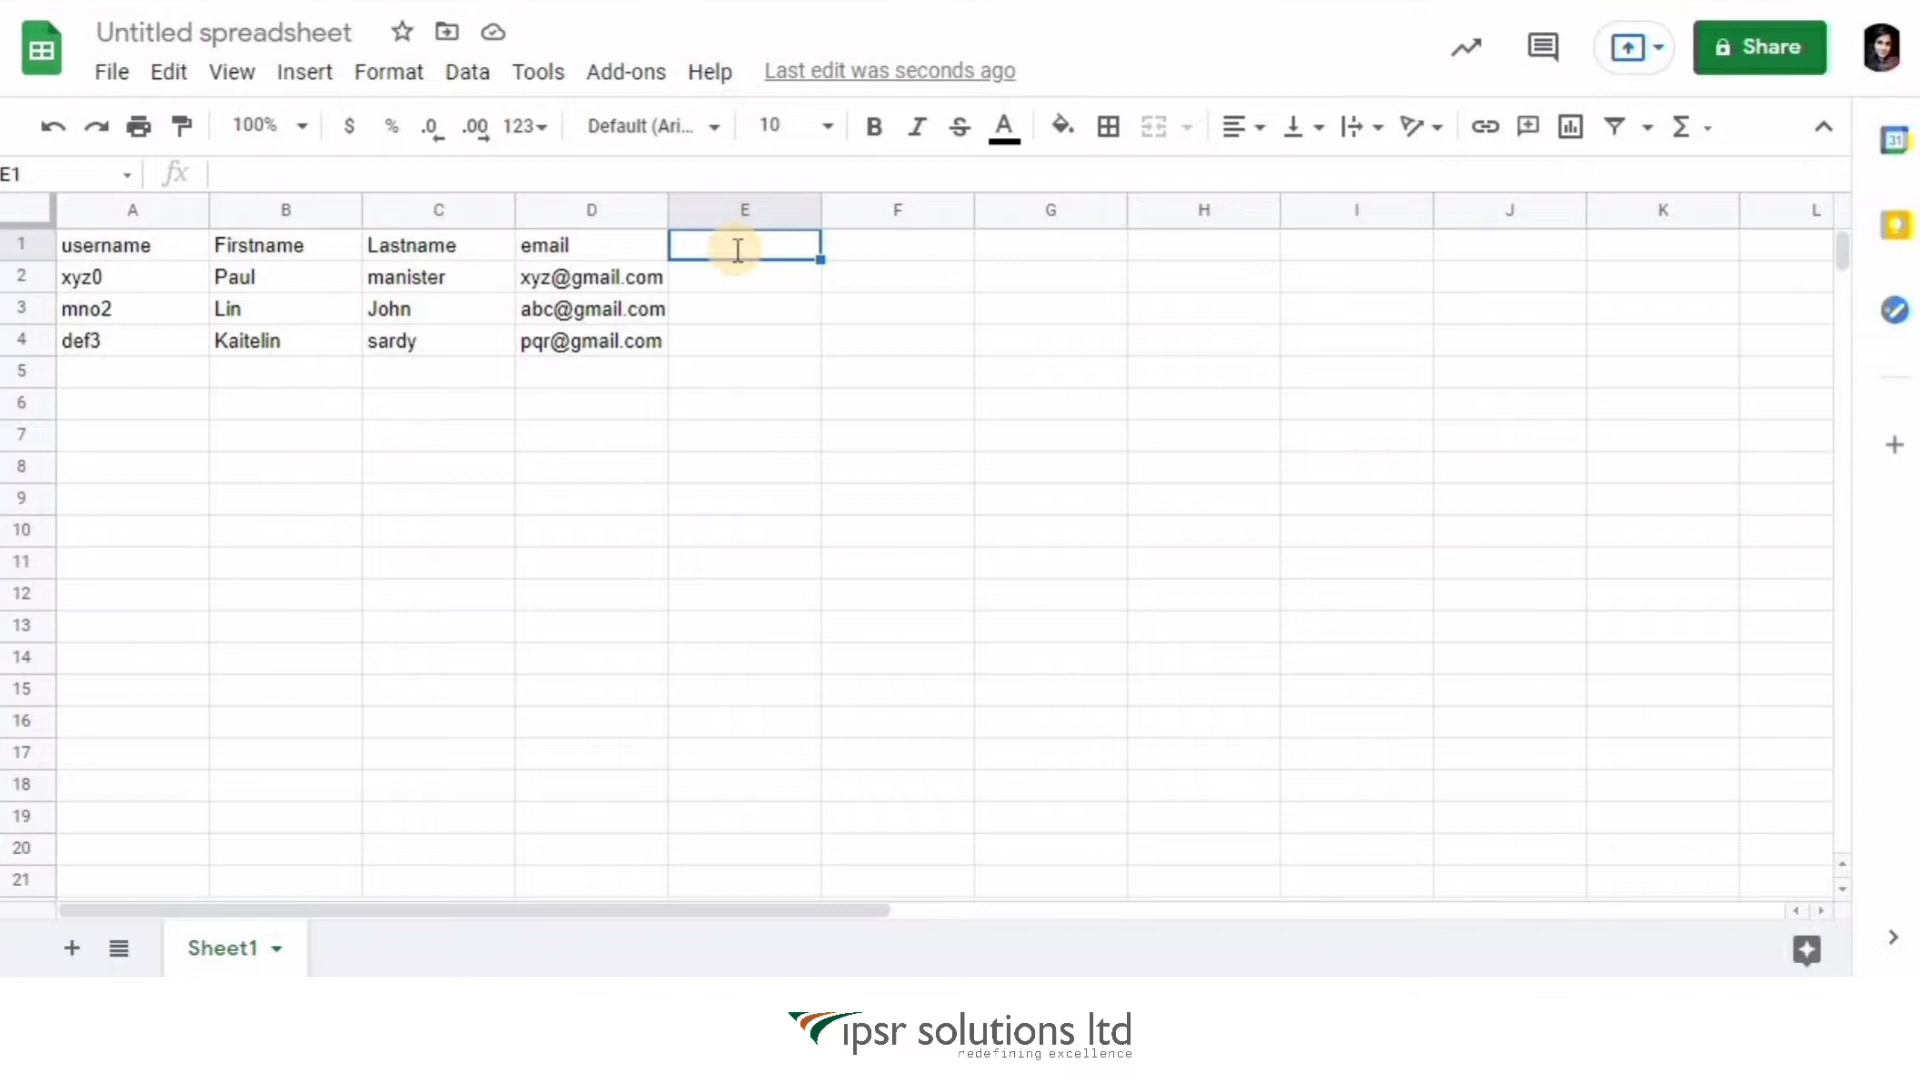 Untitled spreadsheet
File Edit View Insert Format Data Tools Add-ons Help Last edit was seconds ago
Share
100% $ % .0 .00 123 Default (Ari... 10 B I S A Σ
31
E1 fx
A B C D E F G H I J K L
1 username Firstname Lastname email
2 xyz0 Paul manister xyz@gmail.com
3 mno2 Lin John abc@gmail.com
4 def3 Kaitelin sardy pqr@gmail.com
5
6
7
8
9
10
11
12
13
14
15
16
17
18
19
20
21
Sheet1
ipsr solutions ltd
redefining excellence